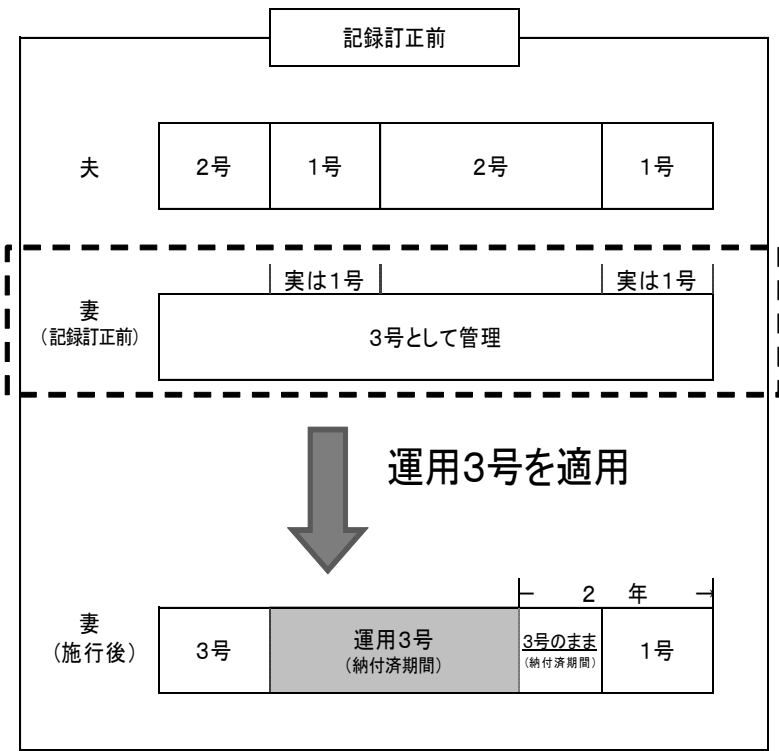 記録訂正前
夫
2号
1号
2号
1号
実は1号
実は1号
妻
(記録訂正前)
3号として管理
運用3号を適用
2 年
妻
(施行後)
3号
運用3号
(納付済期間)
3号のまま
(納付済期間)
1号